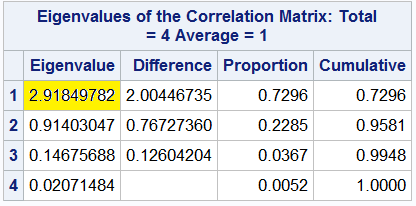 Eigenvalues of the Correlation Matrix: Total
= 4 Average = 1
Eigenvalue Difference Proportion Cumulative
1 2.91849782 2.00446735 0.7296 0.7296
2 0.91403047 0.76727360 0.2285 0.9581
3 0.14675688 0.12604204 0.0367 0.9948
4 0.02071484 0.0052 1.0000